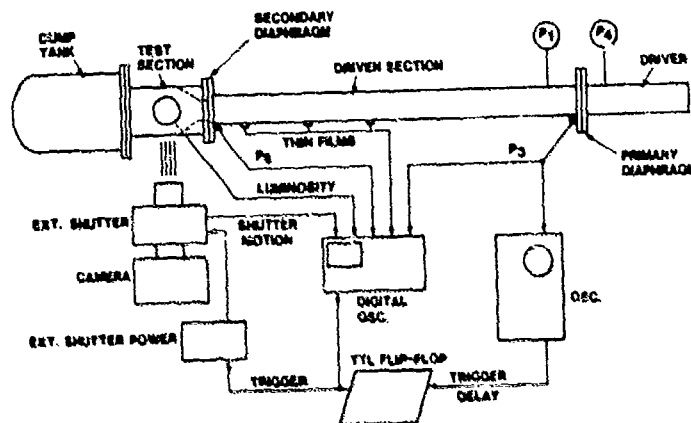 DUMP
TANK
TEST
SECTION
SECONDARY
DIAPHRAGM
DRIVEN SECTION
P1
P4
DRIVER
THIN FILMS
P5
P3
PRIMARY
DIAPHRAGM
LUMINOSITY
EXT. SHUTTER
SHUTTER
MOTION
CAMERA
DIGITAL
OSC.
OSC.
EXT. SHUTTER POWER
TTL FLIP-FLOP
TRIGGER
TRIGGER
DELAY